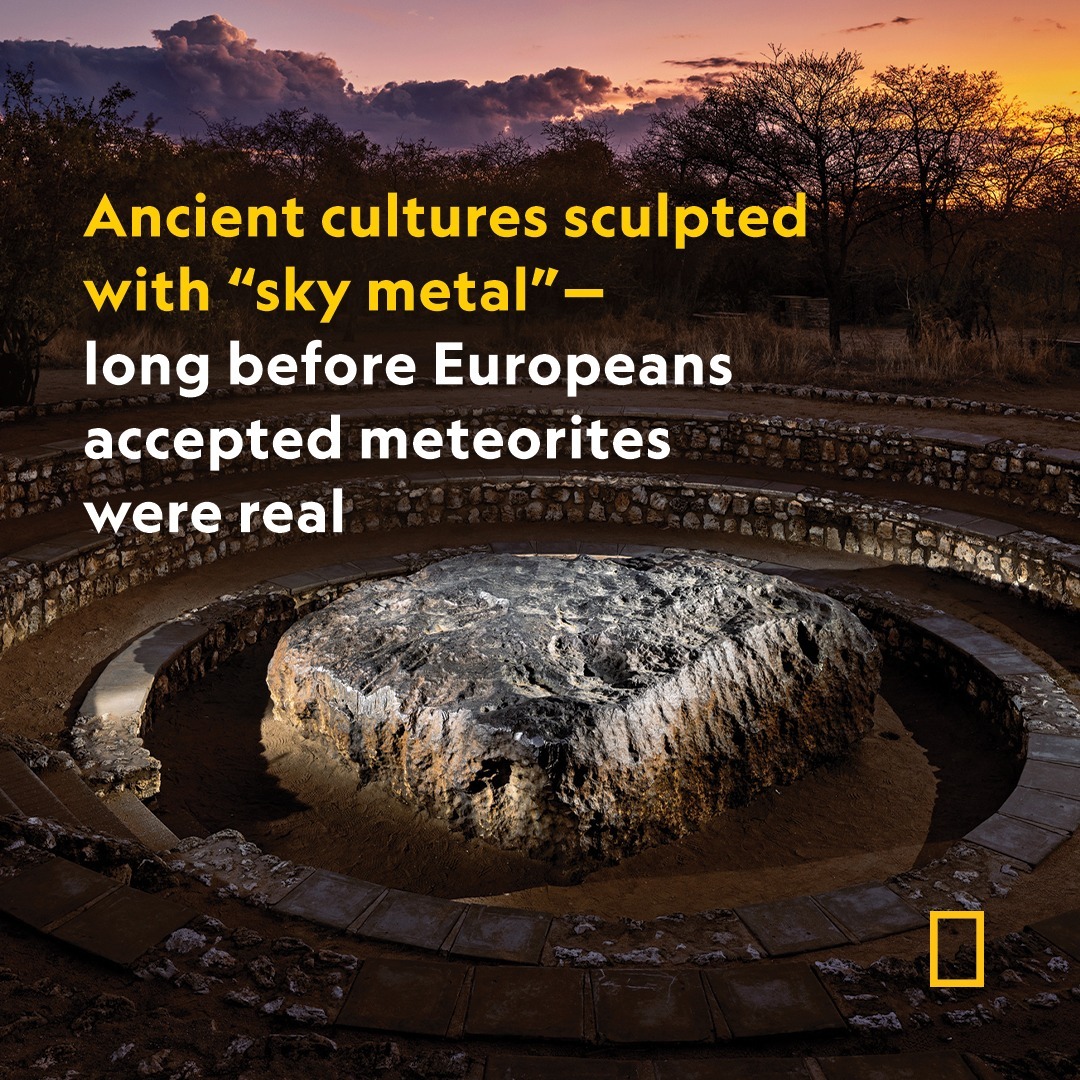 Ancient cultures sculpted
with “sky metal”—
long before Europeans
accepted meteorites
were real